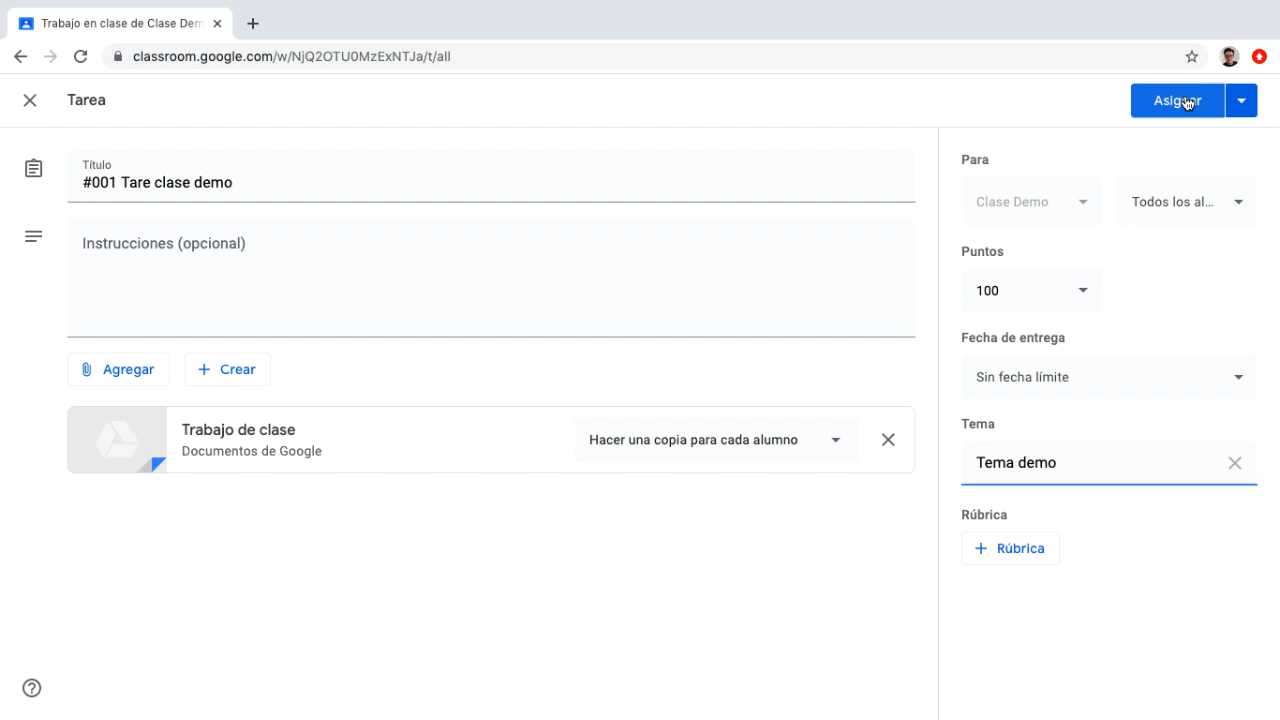 Trabajo en clase de Clase Dem
classroom.google.com/w/NjQ2OTU0MzExNTJa/t/all
Tarea
Asignar
Título
#001 Tare clase demo
Instrucciones (opcional)
Agregar
Crear
Trabajo de clase
Documentos de Google
Hacer una copia para cada alumno
Para
Clase Demo
Todos los al...
Puntos
100
Fecha de entrega
Sin fecha límite
Tema
Tema demo
Rúbrica
Rúbrica